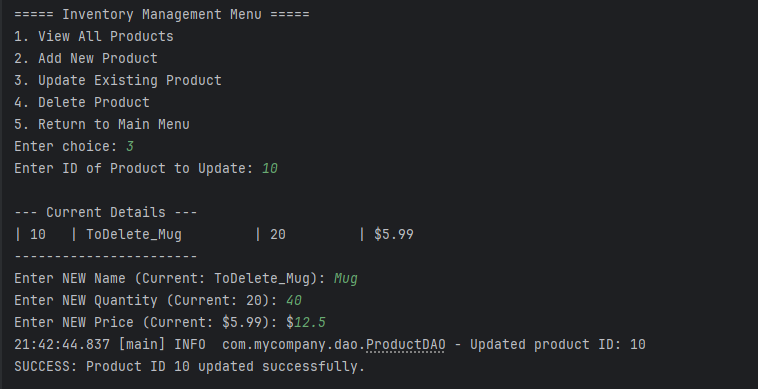 ===== Inventory Management Menu =====
1. View All Products
2. Add New Product
3. Update Existing Product
4. Delete Product
5. Return to Main Menu
Enter choice: 3
Enter ID of Product to Update: 10
--- Current Details ---
| 10   | ToDelete_Mug         | 20         | $5.99
-----------------------
Enter NEW Name (Current: ToDelete_Mug): Mug
Enter NEW Quantity (Current: 20): 40
Enter NEW Price (Current: $5.99): $12.5
21:42:44.837 [main] INFO  com.mycompany.dao.ProductDAO - Updated product ID: 10
SUCCESS: Product ID 10 updated successfully.